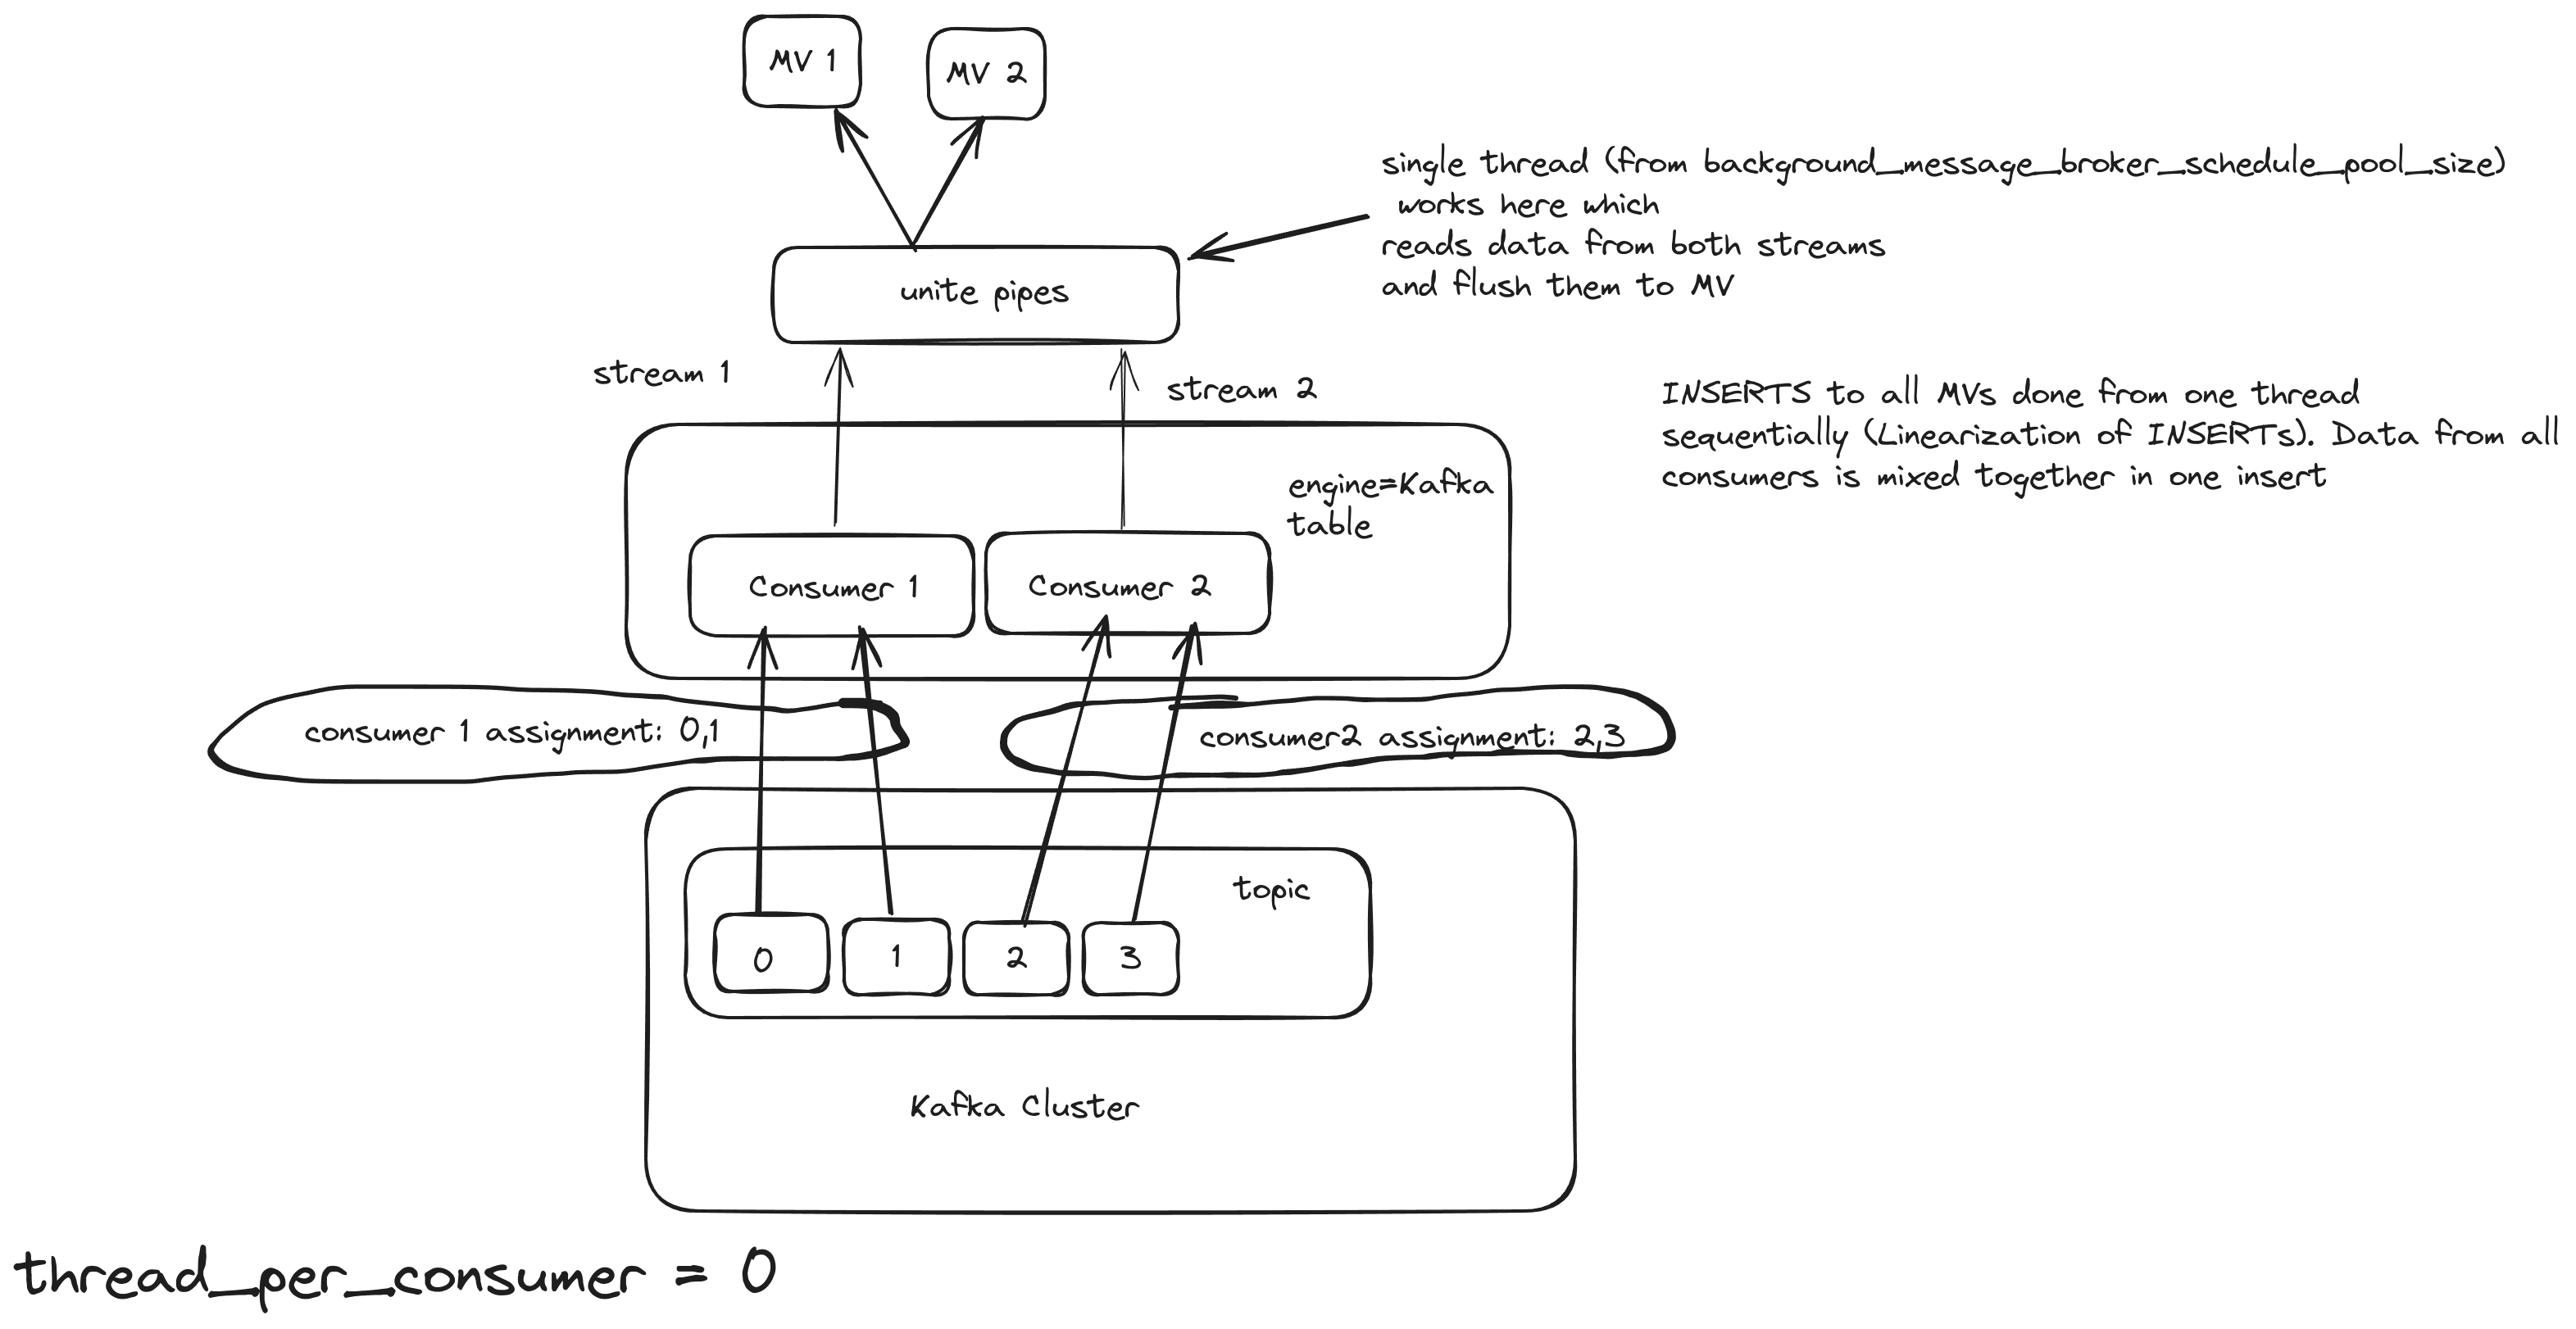 MV 1
MV 2
single thread (from background_message_broker_schedule_pool_size)
works here which
reads data from both streams
and flush them to MV
unite pipes
stream 1
stream 2
INSERTS to all MVs done from one thread
sequentially (Linearization of INSERTs). Data from all
consumers is mixed together in one insert
engine=Kafka
table
Consumer 1
Consumer 2
consumer 1 assignment: 0,1
consumer2 assignment: 2,3
topic
0
1
2
3
Kafka Cluster
thread_per_consumer = 0